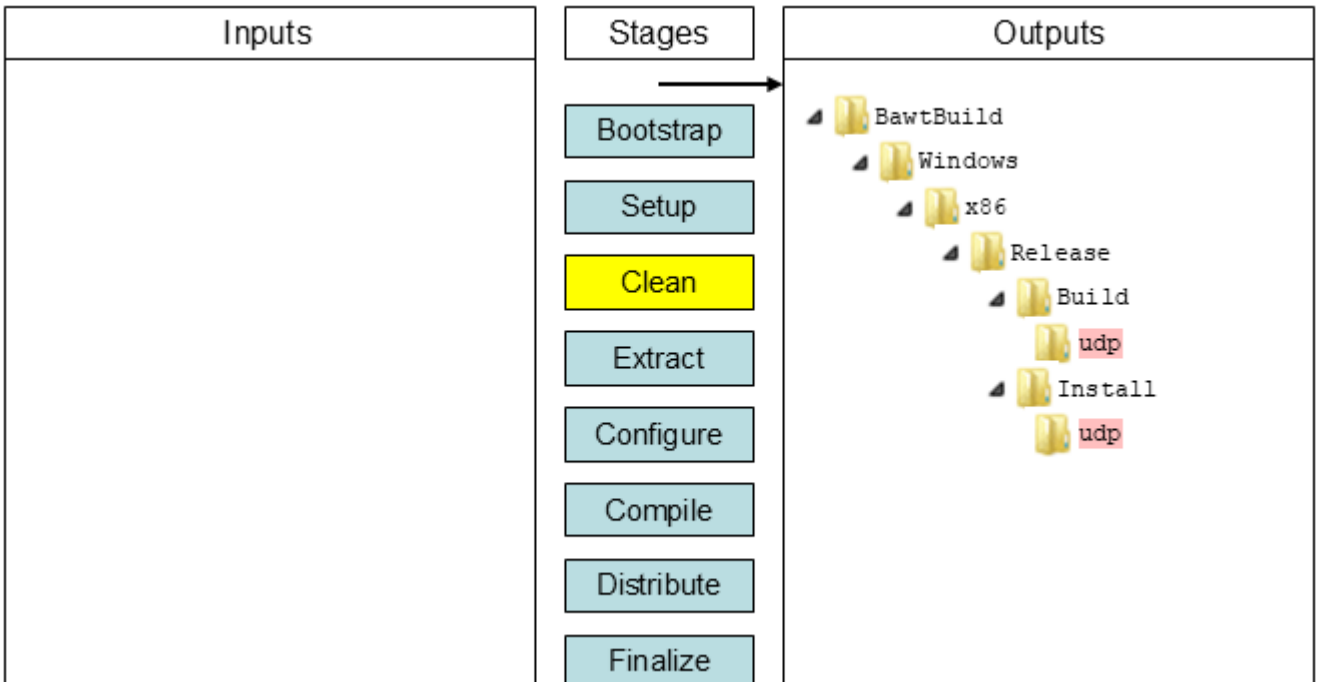 Inputs
Stages
Outputs
Bootstrap
Setup
Clean
Extract
Configure
Compile
Distribute
Finalize
BawtBuild
Windows
x86
Release
Build
udp
Install
udp